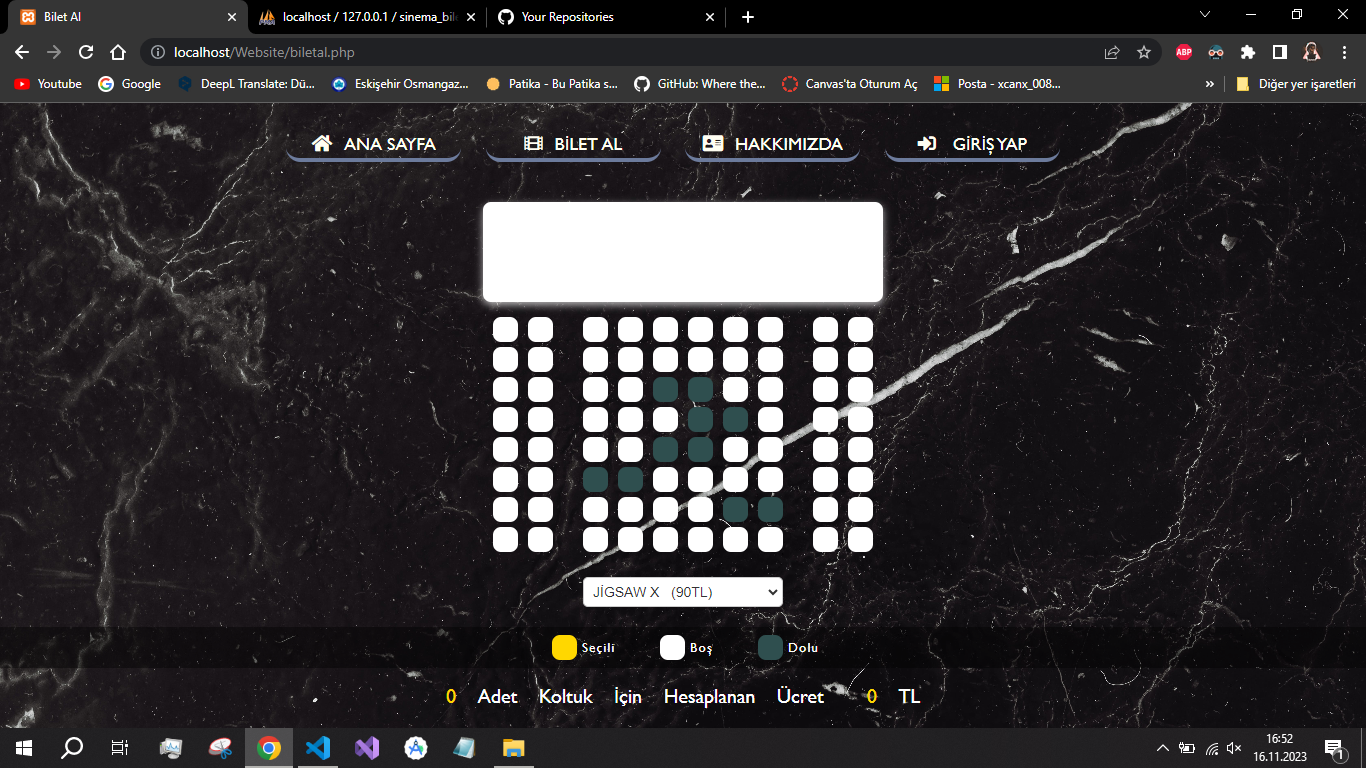 Bilet Al
localhost / 127.0.0.1 / sinema_bil
Your Repositories
localhost/Website/biletal.php
ABP
Youtube
Google
DeepL Translate: Dü...
Eskişehir Osmangaz...
Patika - Bu Patika s...
GitHub: Where the...
Canvas'ta Oturum Aç
Posta - xcanx_008...
»
Diğer yer işaretleri
ANA SAYFA
BİLET AL
HAKKIMIZDA
GİRİŞ YAP
JİGSAW X (90TL)
Seçili
Boş
Dolu
0 Adet Koltuk İçin Hesaplanan Ücret 0 TL
16:52
16.11.2023
1